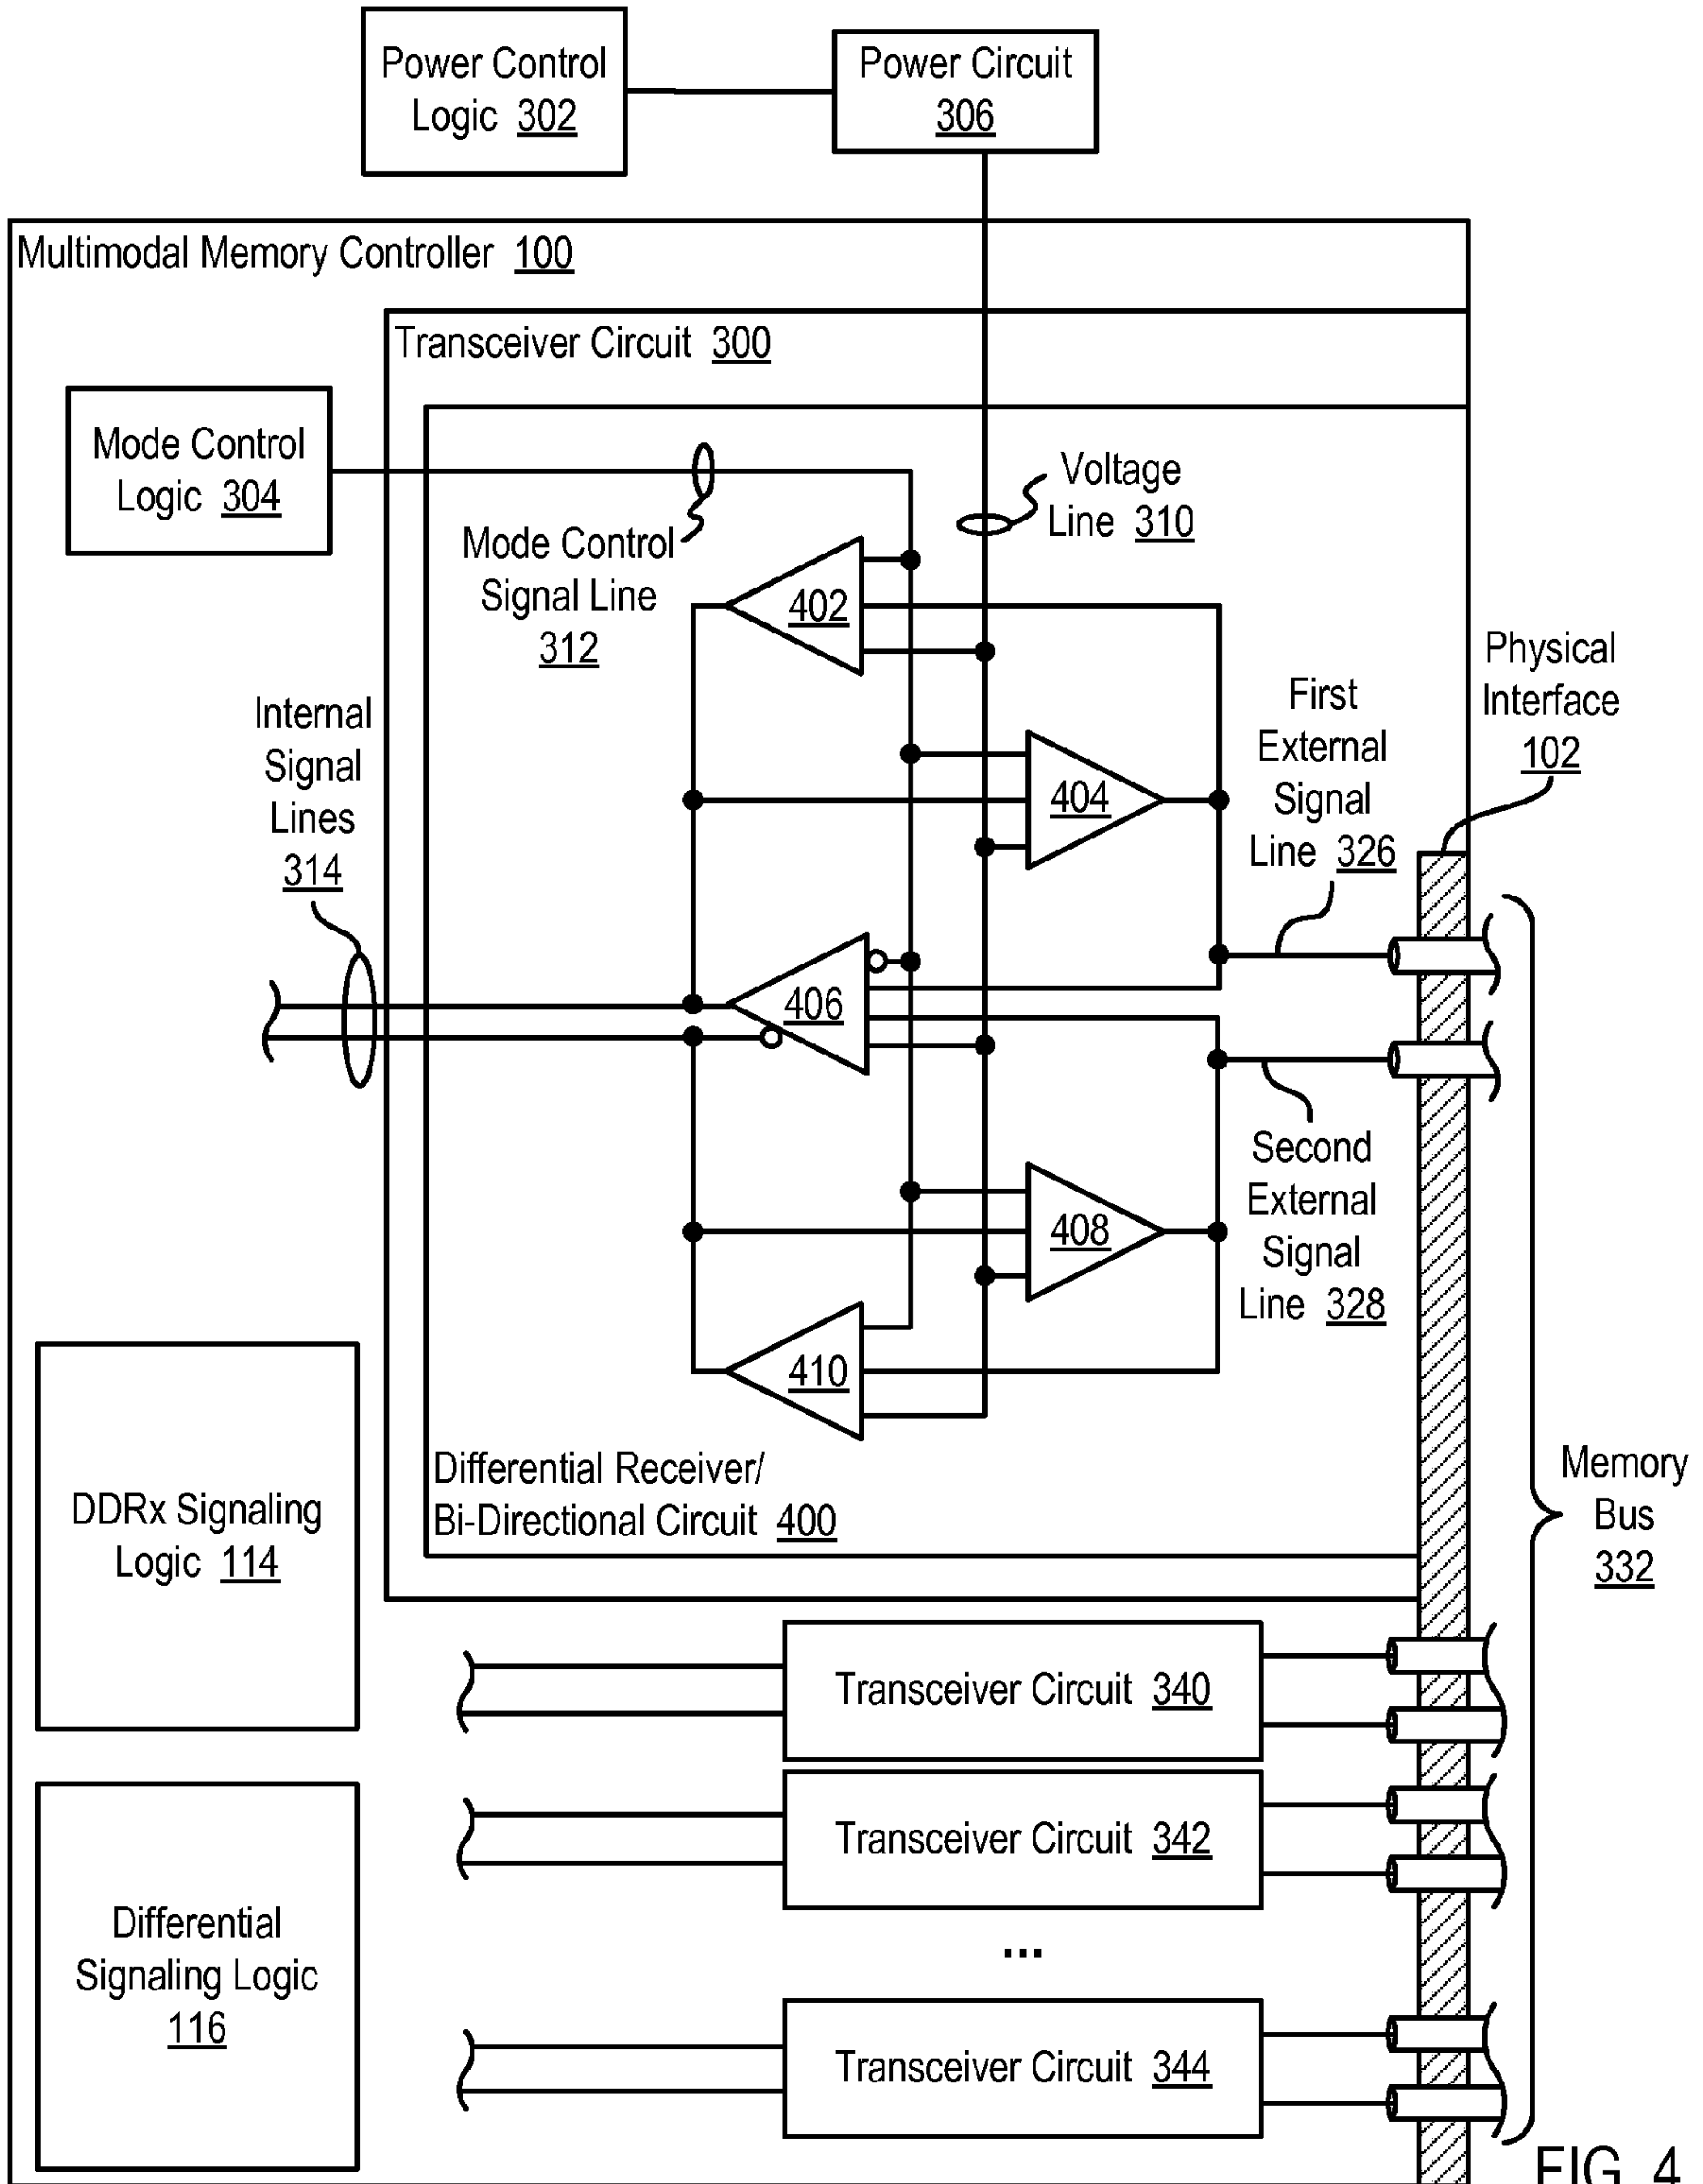 Power Control
Logic 302
Power Circuit
306
Multimodal Memory Controller 100
Transceiver Circuit 300
Mode Control
Logic 304
Mode Control
Signal Line
312
Voltage
Line 310
402
Physical
Interface
102
First
External
Signal
Line 326
Internal
Signal
Lines
314
404
406
Second
External
Signal
Line 328
408
410
Differential Receiver/
Bi-Directional Circuit 400
DDRx Signaling
Logic 114
Memory
Bus
332
Transceiver Circuit 340
Transceiver Circuit 342
Differential
Signaling Logic
116
...
Transceiver Circuit 344
FIG. 4